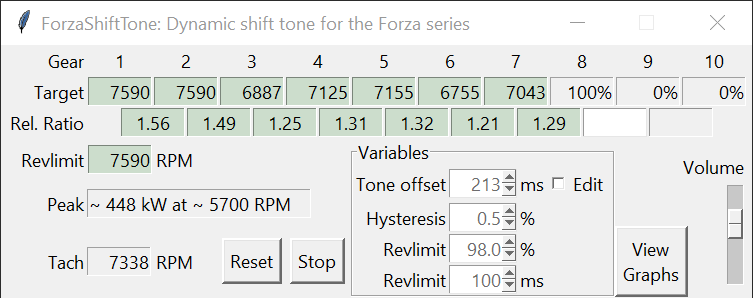 ForzaShiftTone: Dynamic shift tone for the Forza series
Gear 1 2 3 4 5 6 7 8 9 10
Target 7590 7590 6887 7125 7155 6755 7043 100% 0% 0%
Rel. Ratio 1.56 1.49 1.25 1.31 1.32 1.21 1.29
Revlimit 7590 RPM
Peak ~ 448 kW at ~ 5700 RPM
Tach 7338 RPM Reset Stop
Variables
Tone offset 213 ms Edit
Hysteresis 0.5 %
Revlimit 98.0 %
Revlimit 100 ms
Volume
View
Graphs